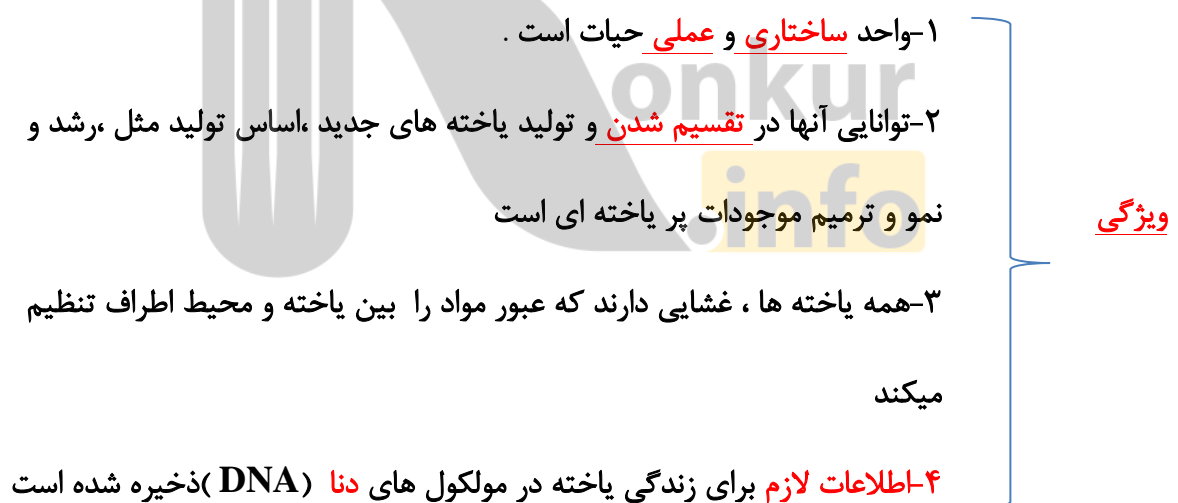 ۱-واحد ساختاری و عملی حیات است .
۲-توانایی آنها در تقسیم شدن و تولید یاخته های جدید ،اساس تولید مثل ،رشد و
نمو و ترمیم موجودات پر یاخته ای است
ویژگی
۳-همه یاخته ها ، غشایی دارند که عبور مواد را بین یاخته و محیط اطراف تنظیم
میکند
۴-اطلاعات لازم برای زندگی یاخته در مولکول های دنا (DNA )ذخیره شده است
onkur
.info